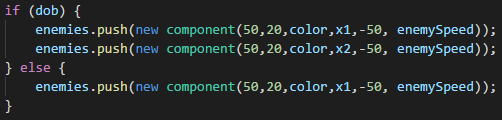 if (dob) {
    enemies.push(new component(50,20,color,x1,-50, enemySpeed));
    enemies.push(new component(50,20,color,x2,-50, enemySpeed));
} else {
    enemies.push(new component(50,20,color,x1,-50, enemySpeed));
}